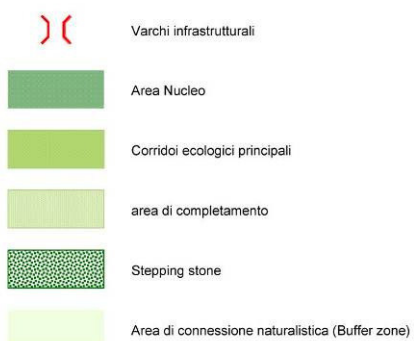 Varchi infrastrutturali
Area Nucleo
Corridoi ecologici principali
area di completamento
Stepping stone
Area di connessione naturalistica (Buffer zone)